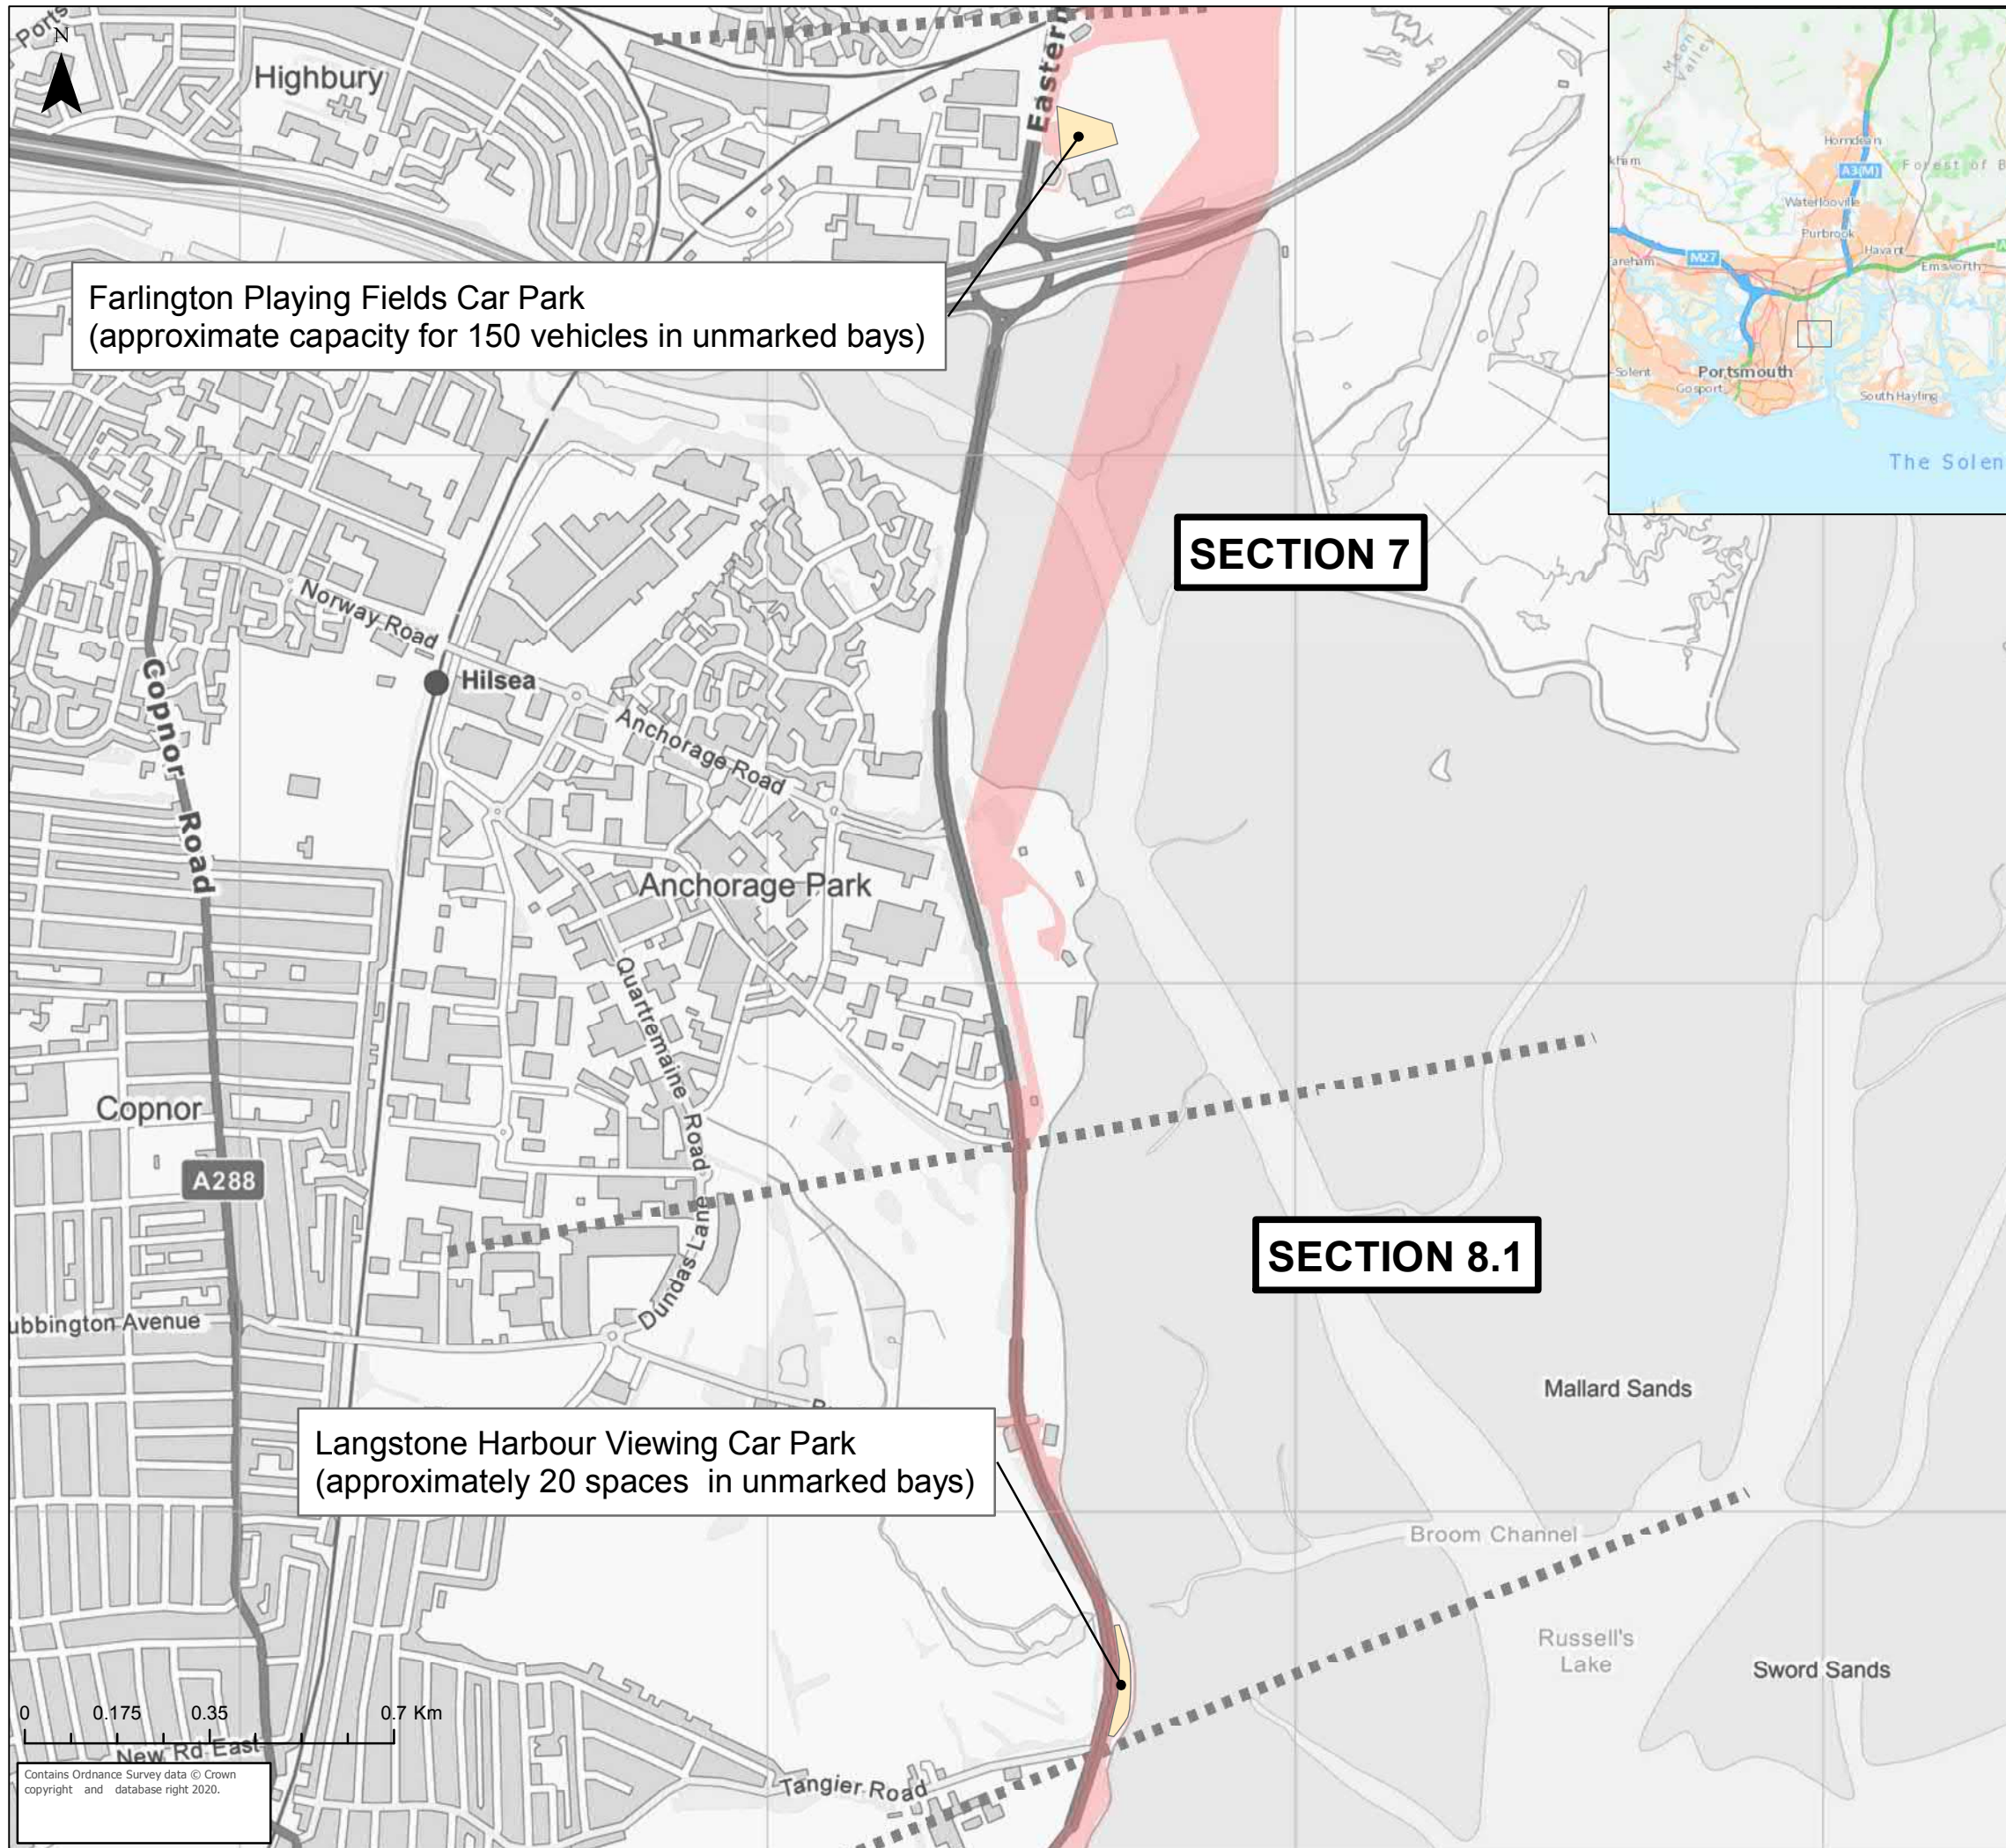 Ports
N
Highbury
Eastern
Farlington Playing Fields Car Park
(approximate capacity for 150 vehicles in unmarked bays)
Meon
Valley
Horndean
Forest of B
A3(M)
Waterlooville
Purbrook
Havant
Emsworth
M27
Portsmouth
Gosport
South Hayling
The Solen
SECTION 7
Norway Road
Hilsea
Copnor Road
Anchorage Road
Anchorage Park
Quartremaine Road
Copnor
A288
Dundas Lane
SECTION 8.1
ubbington Avenue
Mallard Sands
Langstone Harbour Viewing Car Park
(approximately 20 spaces in unmarked bays)
Broom Channel
Russell's
Lake
Sword Sands
0 0.175 0.35 0.7 Km
New Rd East
Contains Ordnance Survey data © Crown
copyright and database right 2020.
Tangier Road